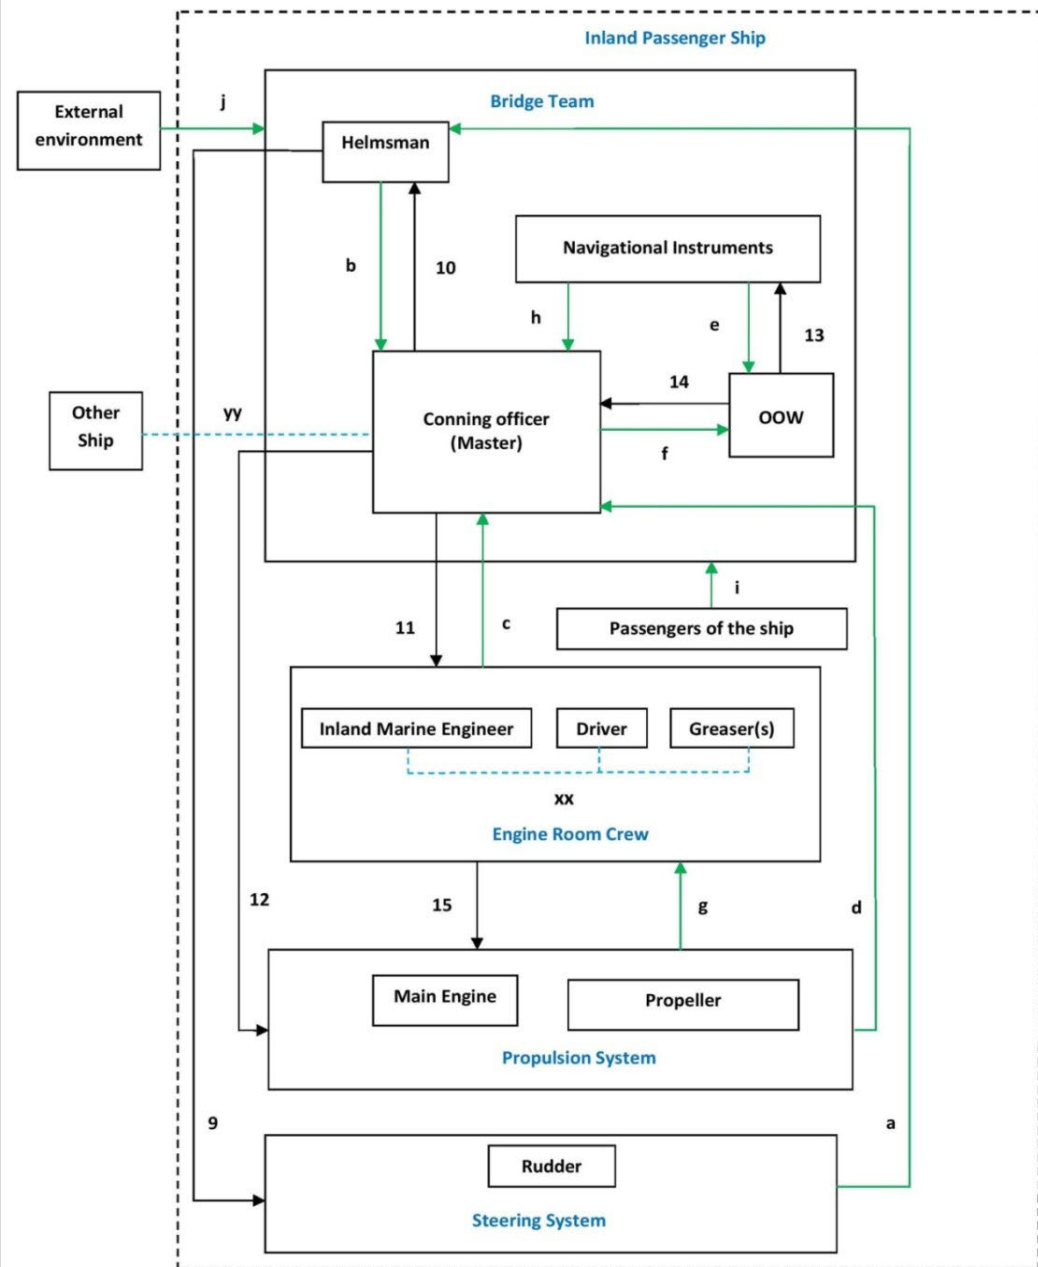 Inland Passenger Ship
Bridge Team
External
environment
j
Helmsman
Navigational Instruments
b
10
h
e
13
14
Other
Ship
yy
Conning officer
(Master)
OOW
f
i
11
c
Passengers of the ship
Inland Marine Engineer
Driver
Greaser(s)
xx
Engine Room Crew
12
15
g
d
Main Engine
Propeller
Propulsion System
9
a
Rudder
Steering System